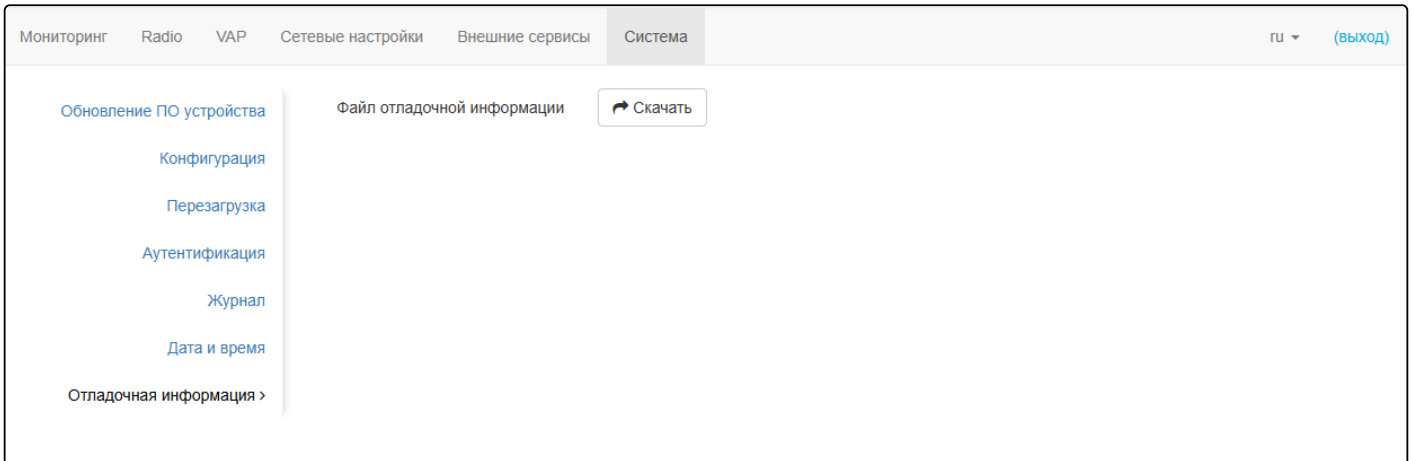 Мониторинг Radio VAP Сетевые настройки Внешние сервисы Система ru (выход)
Обновление ПО устройства
Конфигурация
Перезагрузка
Аутентификация
Журнал
Дата и время
Отладочная информация >
Файл отладочной информации Скачать